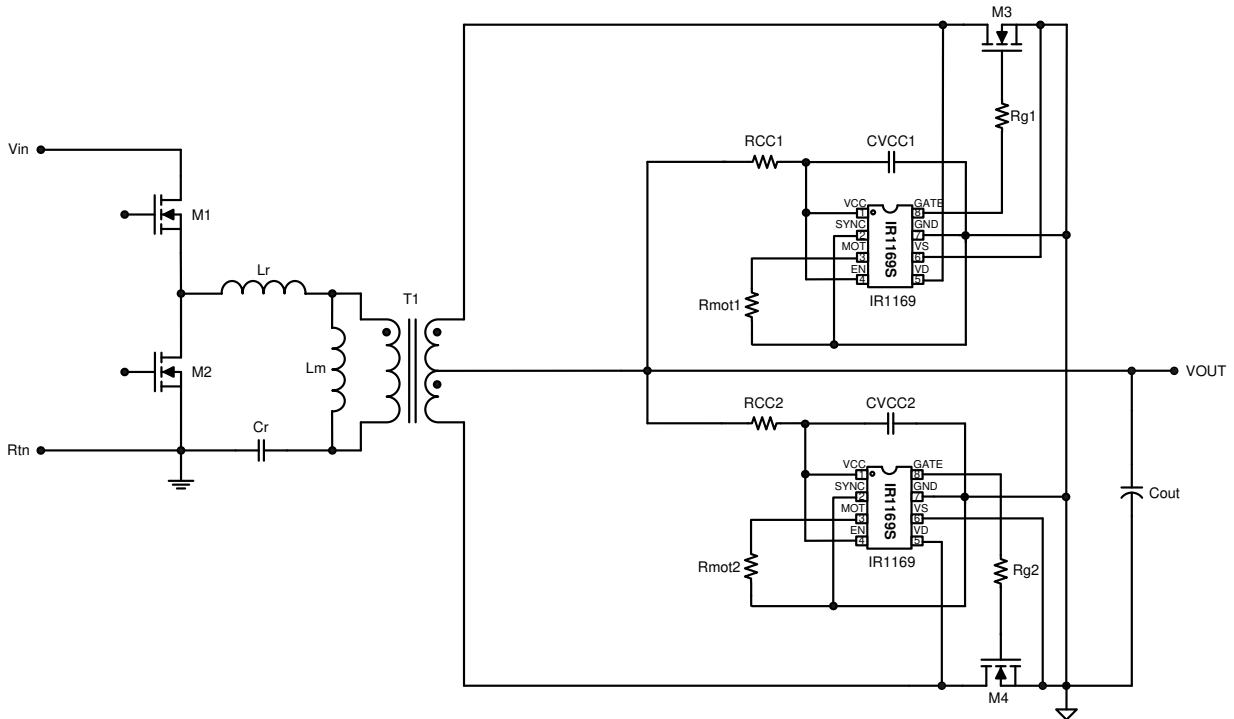 M3
Rg1
Vin
RCC1
CVCC1
M1
VCC
GATE
1
8
SYNC
GND
2
7
MOT
VS
3
6
EN
VD
4
5
IR1169S
IR1169
Lr
T1
Rmot1
M2
Lm
VOUT
RCC2
CVCC2
Cr
Rtn
VCC
GATE
1
8
SYNC
GND
2
7
MOT
VS
3
6
EN
VD
4
5
IR1169S
IR1169
Cout
Rmot2
Rg2
M4